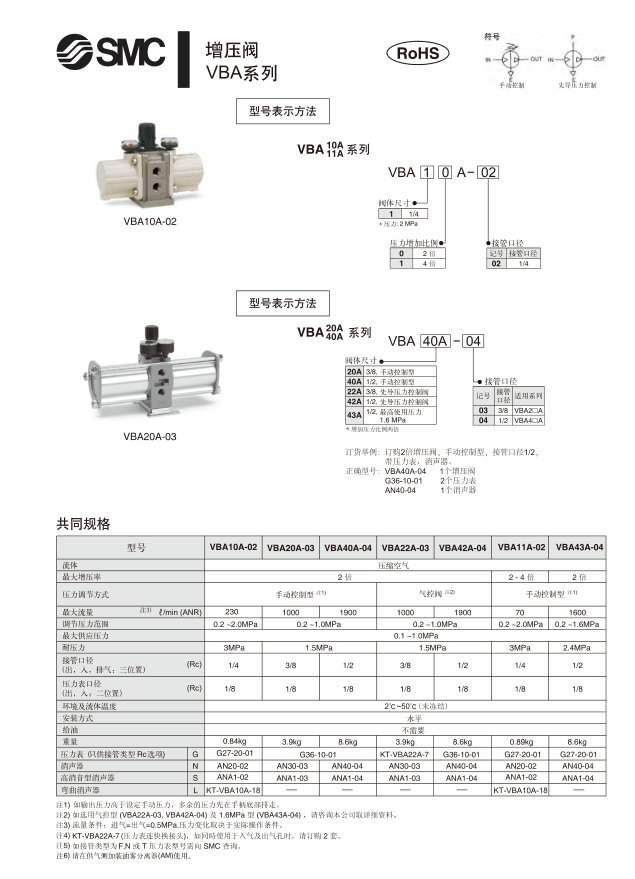 SMC
增压阀
VBA系列
RoHS
符号
IN OUT E 手动控制
P IN OUT E 先导压力控制
型号表示方法
VBA 10A 11A 系列
VBA 1 0 A-02
VBA10A-02
阀体尺寸
1 1/4
* 压力: 2 MPa
压力增加比例
0 2 倍
1 4 倍
接管口径
记号 接管口径
02 1/4
型号表示方法
VBA 20A 40A 系列
VBA 40A-04
VBA20A-03
阀体尺寸
20A 3/8, 手动控制型
40A 1/2, 手动控制型
22A 3/8, 先导压力控制阀
42A 1/2, 先导压力控制阀
43A 1/2, 最高使用压力 1.6 MPa
* 增加压力比例两倍
接管口径
记号 接管口径 适用系列
03 3/8 VBA2□A
04 1/2 VBA4□A
订货举例: 订购2倍增压阀, 手动控制型, 接管口径1/2,
带压力表, 消声器。
正确型号: VBA40A-04 1个增压阀
G36-10-01 2个压力表
AN40-04 1个消声器
共同规格
型号 VBA10A-02 VBA20A-03 VBA40A-04 VBA22A-03 VBA42A-04 VBA11A-02 VBA43A-04
流体 压缩空气
最大增压率 2 倍 2 - 4 倍 2 倍
压力调节方式 手动控制型 注1) 气控阀 注2) 手动控制型 注1)
最大流量 注3) ℓ/min (ANR) 230 1000 1900 1000 1900 70 1600
调节压力范围 0.2 ~2.0MPa 0.2 ~1.0MPa 0.2 ~1.0MPa 0.2 ~2.0MPa 0.2 ~1.6MPa
最大供应压力 0.1 ~1.0MPa
耐压力 3MPa 1.5MPa 1.5MPa 3MPa 2.4MPa
接管口径 (出, 入, 排气: 三位置) (Rc) 1/4 3/8 1/2 3/8 1/2 1/4 1/2
压力表口径 (出, 入: 二位置) (Rc) 1/8 1/8 1/8 1/8 1/8 1/8 1/8
环境及流体温度 2℃ ~50℃ (未冻结)
安装方式 水平
给油 不需要
重量 0.84kg 3.9kg 8.6kg 3.9kg 8.6kg 0.89kg 8.6kg
压力表 (只供接管类型 Rc选项) G G27-20-01 G36-10-01 KT-VBA22A-7 G36-10-01 G27-20-01 G27-20-01
消声器 N AN20-02 AN30-03 AN40-04 AN30-03 AN40-04 AN20-02 AN40-04
高消音型消声器 S ANA1-02 ANA1-03 ANA1-04 ANA1-03 ANA1-04 ANA1-02 ANA1-04
弯曲消声器 L KT-VBA10A-18 — — — — KT-VBA10A-18 —
注1) 如输出压力高于设定手动压力, 多余的压力先在手柄底部排走。
注2) 如选用气控型 (VBA22A-03, VBA42A-04) 及 1.6MPa 型 (VBA43A-04) , 请咨询本公司取详细资料。
注3) 流量条件: 进气=出气=0.5MPa.压力变化取决于实际操作条件。
注4) KT-VBA22A-7 (压力表连快换接头), 如同时使用于入气及出气孔时, 请订购 2 套。
注5) 如接管类型为 F.N 或 T 压力表型号需向 SMC 查询。
注6) 请在供气侧加装油雾分离器(AM)使用。